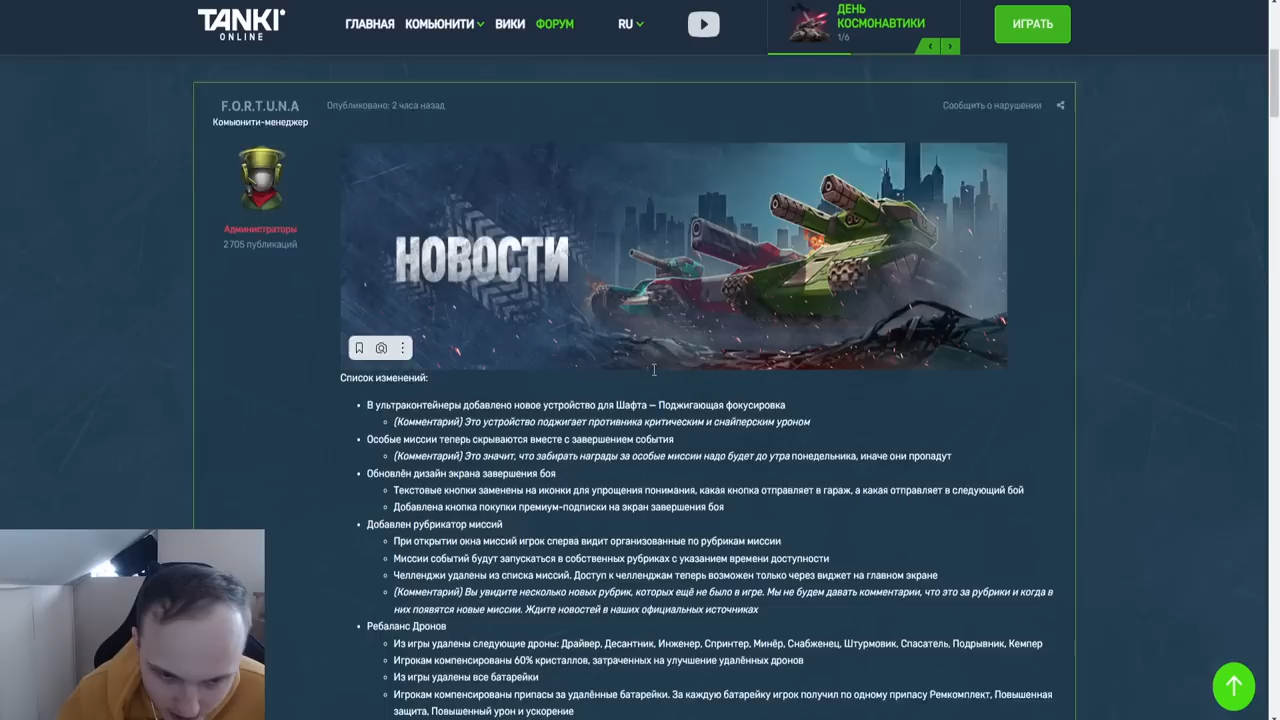 TANKI
ONLINE
ГЛАВНАЯ
КОМЬЮНИТИ
ВИКИ
ФОРУМ
RU
ДЕНЬ
КОСМОНАВТИКИ
1/6
ИГРАТЬ
F.O.R.T.U.N.A
Комьюнити-менеджер
Администраторы
2 705 публикаций
Опубликовано: 2 часа назад
Сообщить о нарушении
НОВОСТИ
Список изменений:
В ультраконтейнеры добавлено новое устройство для Шафта — Поджигающая фокусировка
(Комментарий) Это устройство поджигает противника критическим и снайперским уроном
Особые миссии теперь скрываются вместе с завершением события
(Комментарий) Это значит, что забирать награды за особые миссии надо будет до утра понедельника, иначе они пропадут
Обновлён дизайн экрана завершения боя
Текстовые кнопки заменены на иконки для упрощения понимания, какая кнопка отправляет в гараж, а какая отправляет в следующий бой
Добавлена кнопка покупки премиум-подписки на экран завершения боя
Добавлен рубрикатор миссий
При открытии окна миссий игрок сперва видит организованные по рубрикам миссии
Миссии событий будут запускаться в собственных рубриках с указанием времени доступности
Челленджи удалены из списка миссий. Доступ к челленджам теперь возможен только через виджет на главном экране
(Комментарий) Вы увидите несколько новых рубрик, которых ещё не было в игре. Мы не будем давать комментарии, что это за рубрики и когда в
них появятся новые миссии. Ждите новостей в наших официальных источниках
Ребаланс Дронов
Из игры удалены следующие дроны: Драйвер, Десантник, Инженер, Спринтер, Минёр, Снабженец, Штурмовик, Спасатель, Подрывник, Кемпер
Игрокам компенсированы 60% кристаллов, затраченных на улучшение удалённых дронов
Из игры удалены все батарейки
Игрокам компенсированы припасы за удалённые батарейки. За каждую батарейку игрок получил по одному припасу Ремкомплект, Повышенная
защита, Повышенный урон и ускорение